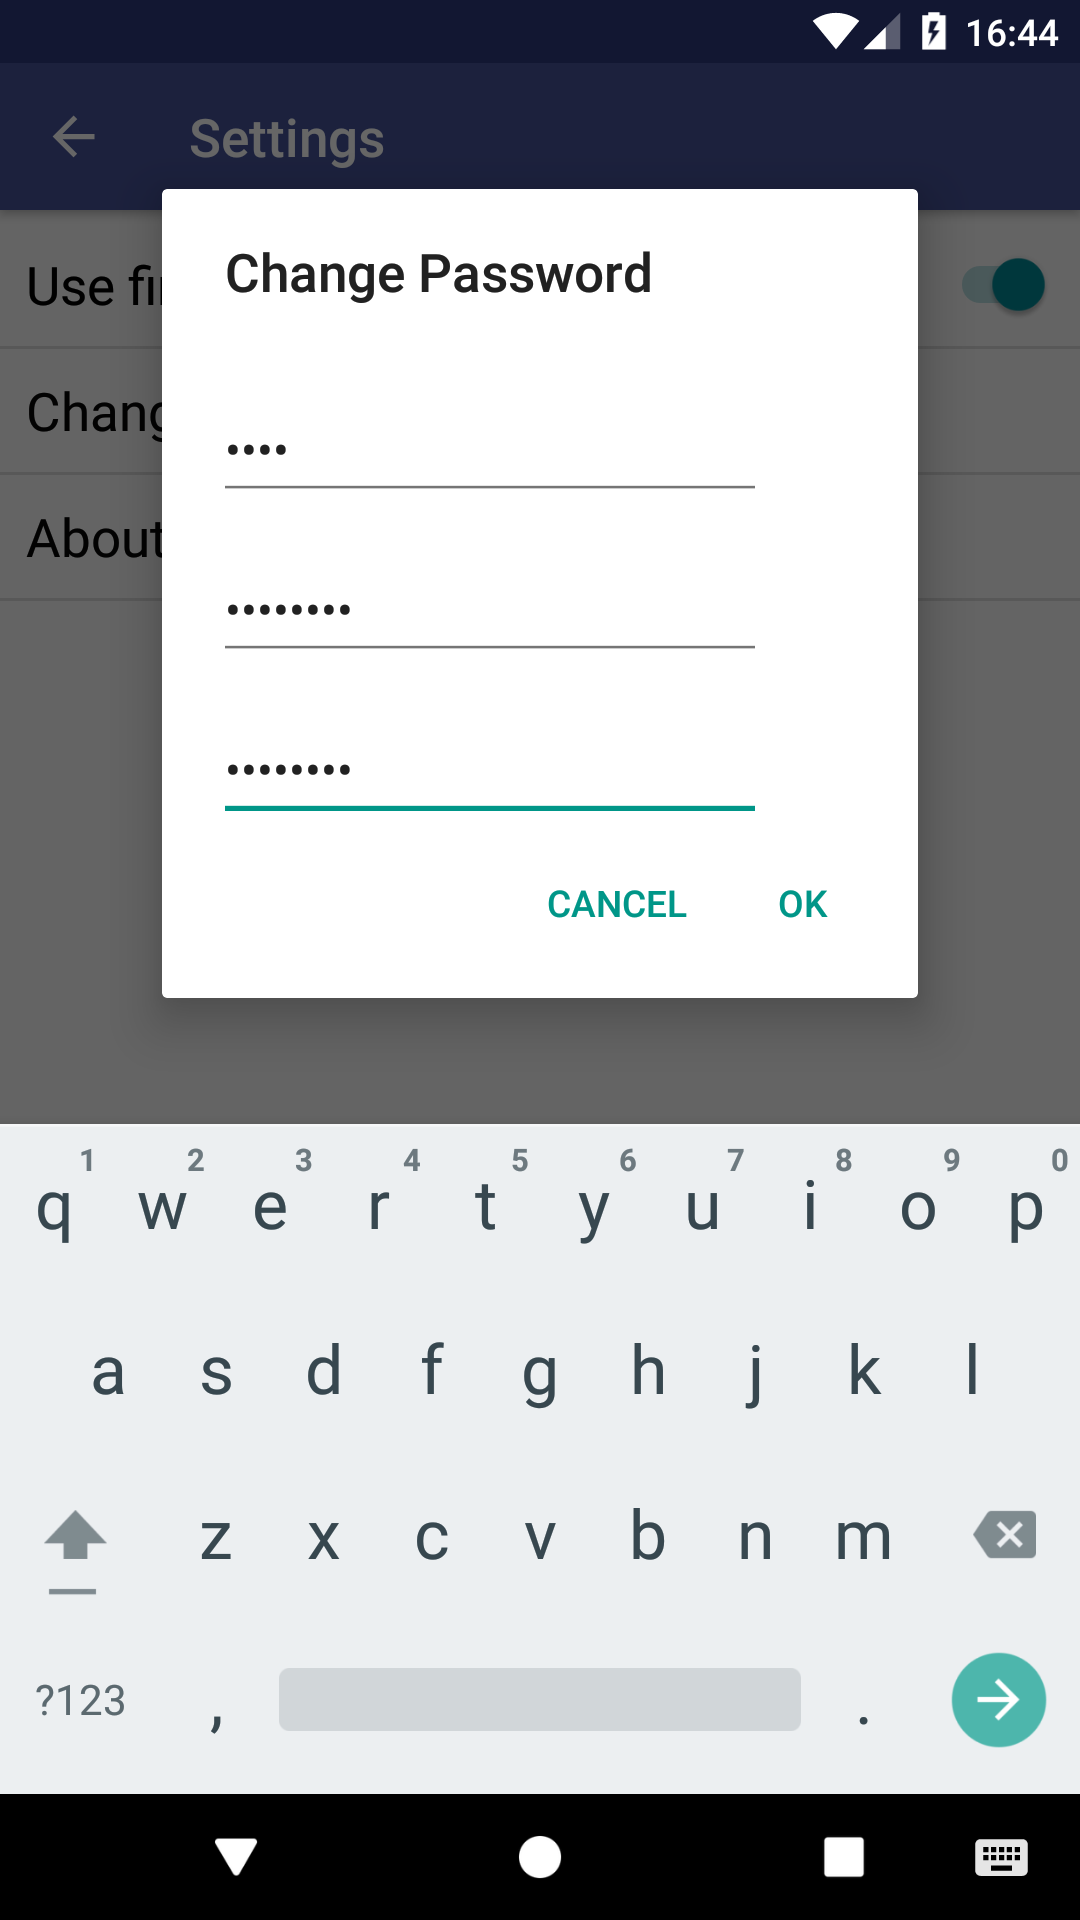 16:44
Settings
Change Password
Use fi
Chang
••••
About
••••••••
••••••••
CANCEL OK
1 2 3 4 5 6 7 8 9 0
q w e r t y u i o p
a s d f g h j k l
z x c v b n m
?123 , .